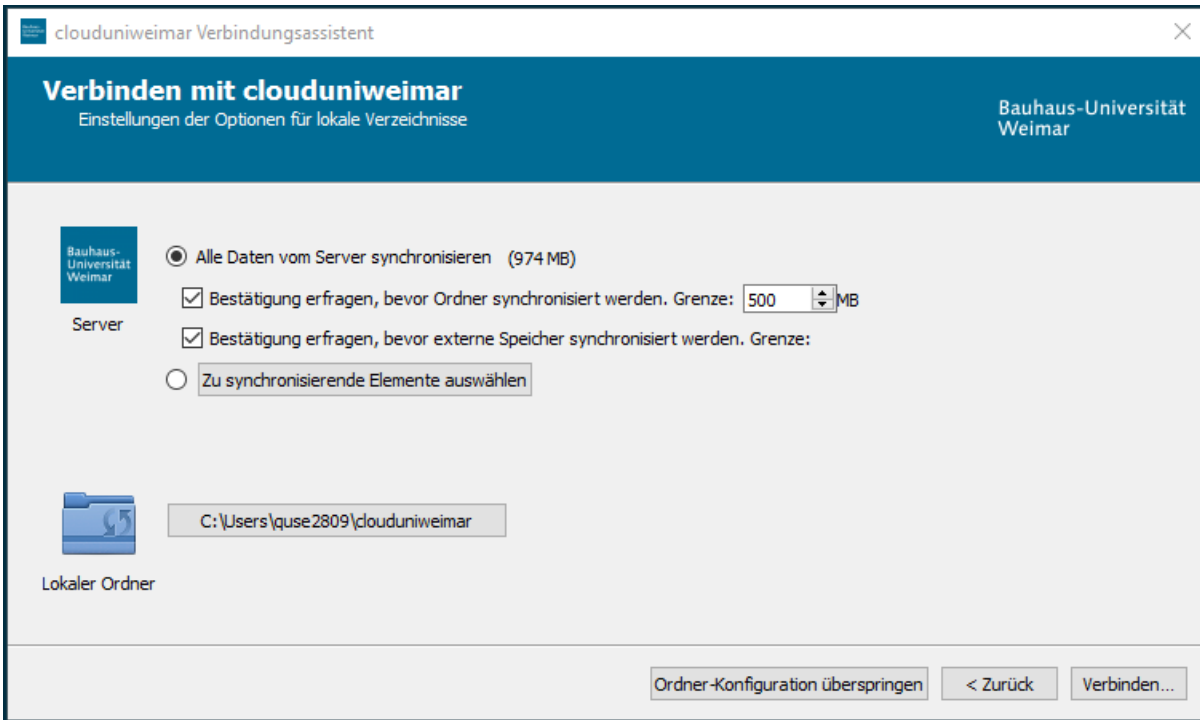 clouduniweimar Verbindungsassistent
Verbinden mit clouduniweimar
Einstellungen der Optionen für lokale Verzeichnisse
Bauhaus-Universität
Weimar
Bauhaus-
Universität
Weimar
Server
Alle Daten vom Server synchronisieren (974 MB)
Bestätigung erfragen, bevor Ordner synchronisiert werden. Grenze: 500 MB
Bestätigung erfragen, bevor externe Speicher synchronisiert werden. Grenze:
Zu synchronisierende Elemente auswählen
C:\Users\quse2809\clouduniweimar
Lokaler Ordner
Ordner-Konfiguration überspringen < Zurück Verbinden...